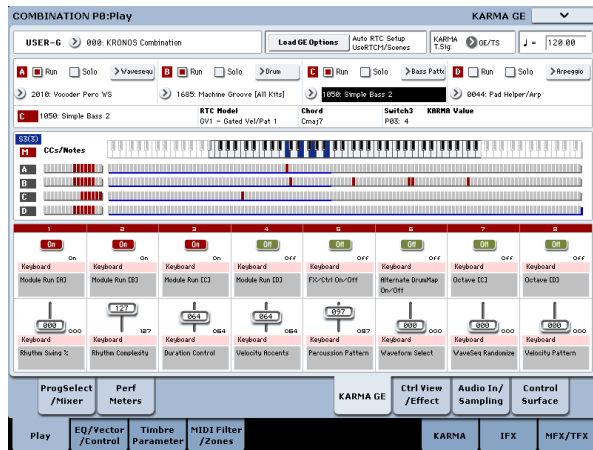 COMBINATION P0:Play KARMA GE
USER-G 000: KRONOS Combination Load GE Options Auto RTC Setup UseRTCM/Scenes KARMA T.Sig: GE/TS ♩ = 120.00
A Run Solo >Wavesequ B Run Solo >Drum C Run Solo >Bass Patte D Run Solo >Arpeggio
2010: Vocoder Perc WS 1685: Machine Groove [All Kits] 1050: Simple Bass 2 0044: Pad Helper/Arp
C 1050: Simple Bass 2 RTC Model GV1 - Gated Vel/Pat 1 Chord Cmaj7 Switch3 P03: 4 KARMA Value
S3(3)
M CCs/Notes
A
B
C
D
1 2 3 4 5 6 7 8
On On On Off Off Off Off Off
On On On Off Off Off Off Off
Keyboard Keyboard Keyboard Keyboard Keyboard Keyboard Keyboard Keyboard
Module Run [A] Module Run [B] Module Run [C] Module Run [D] FX/Ctrl On/Off Alternate DrumMap On/Off Octave [C] Octave [D]
000 127 064 064 097 000 000 000
000 127 064 064 097 000 000 000
Keyboard Keyboard Keyboard Keyboard Keyboard Keyboard Keyboard Keyboard
Rhythm Swing % Rhythm Complexity Duration Control Velocity Accents Percussion Pattern Waveform Select WaveSeq Randomize Velocity Pattern
ProgSelect /Mixer Perf Meters KARMA GE Ctrl View /Effect Audio In/ Sampling Control Surface
Play EQ/Vector /Control Timbre Parameter MIDI Filter /Zones KARMA IFX MFX/TFX